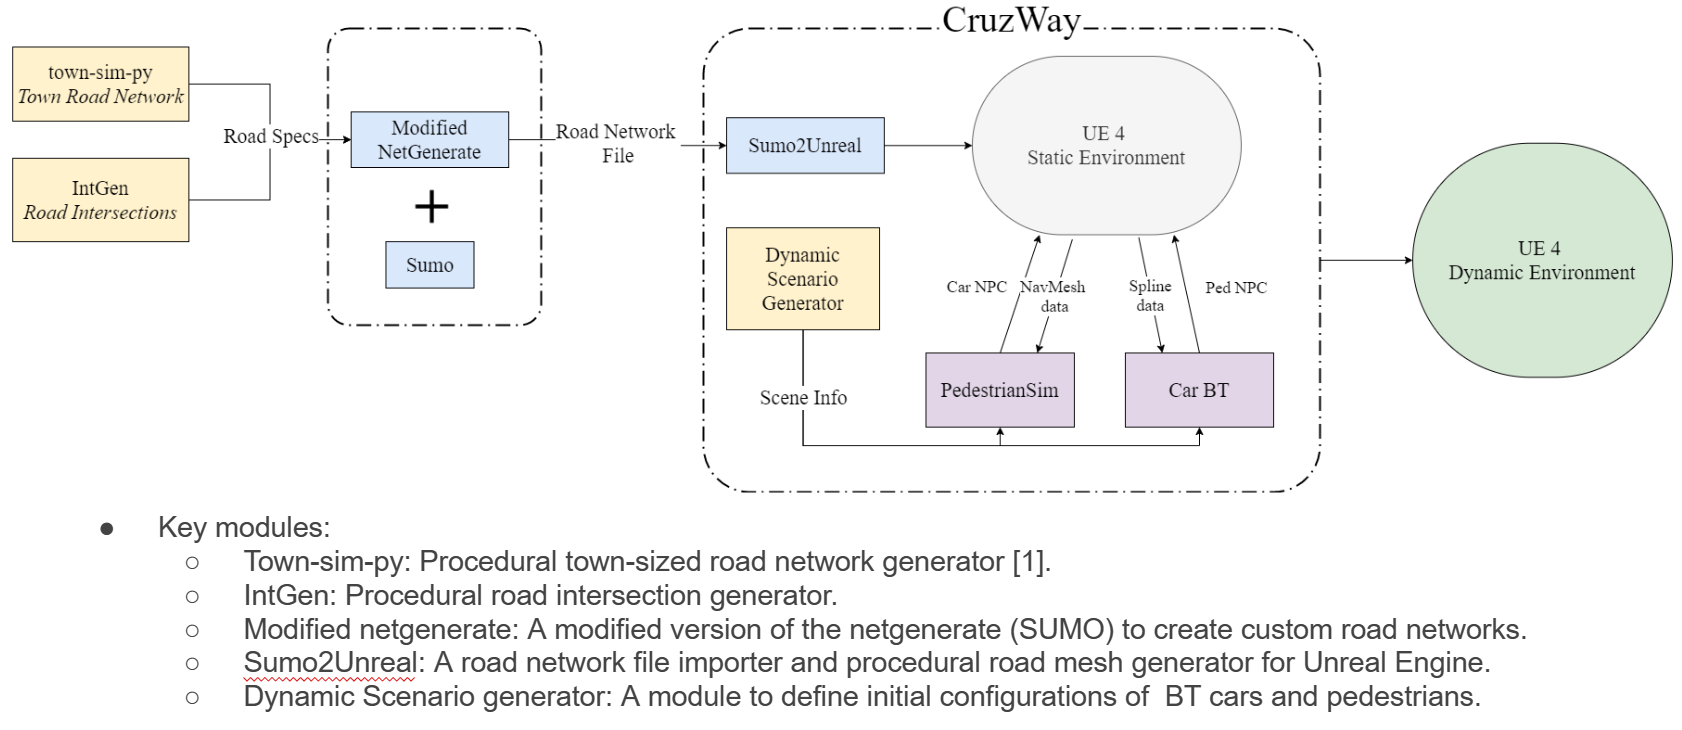 CruzWay
town-sim-py
Town Road Network
Road Specs
IntGen
Road Intersections
Modified
NetGenerate
+
Sumo
Road Network
File
Sumo2Unreal
UE 4
Static Environment
Dynamic
Scenario
Generator
Scene Info
Car NPC
NavMesh
data
Spline
data
Ped NPC
PedestrianSim
Car BT
UE 4
Dynamic Environment
● Key modules:
○ Town-sim-py: Procedural town-sized road network generator [1].
○ IntGen: Procedural road intersection generator.
○ Modified netgenerate: A modified version of the netgenerate (SUMO) to create custom road networks.
○ Sumo2Unreal: A road network file importer and procedural road mesh generator for Unreal Engine.
○ Dynamic Scenario generator: A module to define initial configurations of  BT cars and pedestrians.